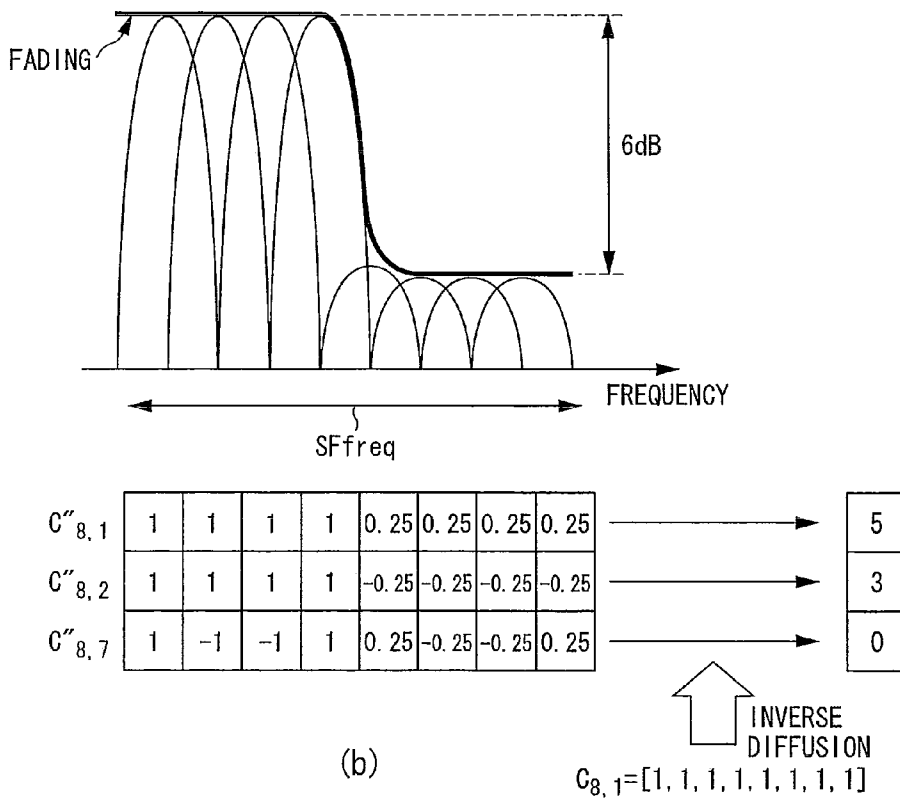 FADING
6dB
FREQUENCY
SFfreq
C"8,1 1 1 1 1 0.25 0.25 0.25 0.25 5
C"8,2 1 1 1 1 -0.25 -0.25 -0.25 -0.25 3
C"8,7 1 -1 -1 1 0.25 -0.25 -0.25 0.25 0
INVERSE
DIFFUSION
(b)
C8,1=[1,1,1,1,1,1,1,1]